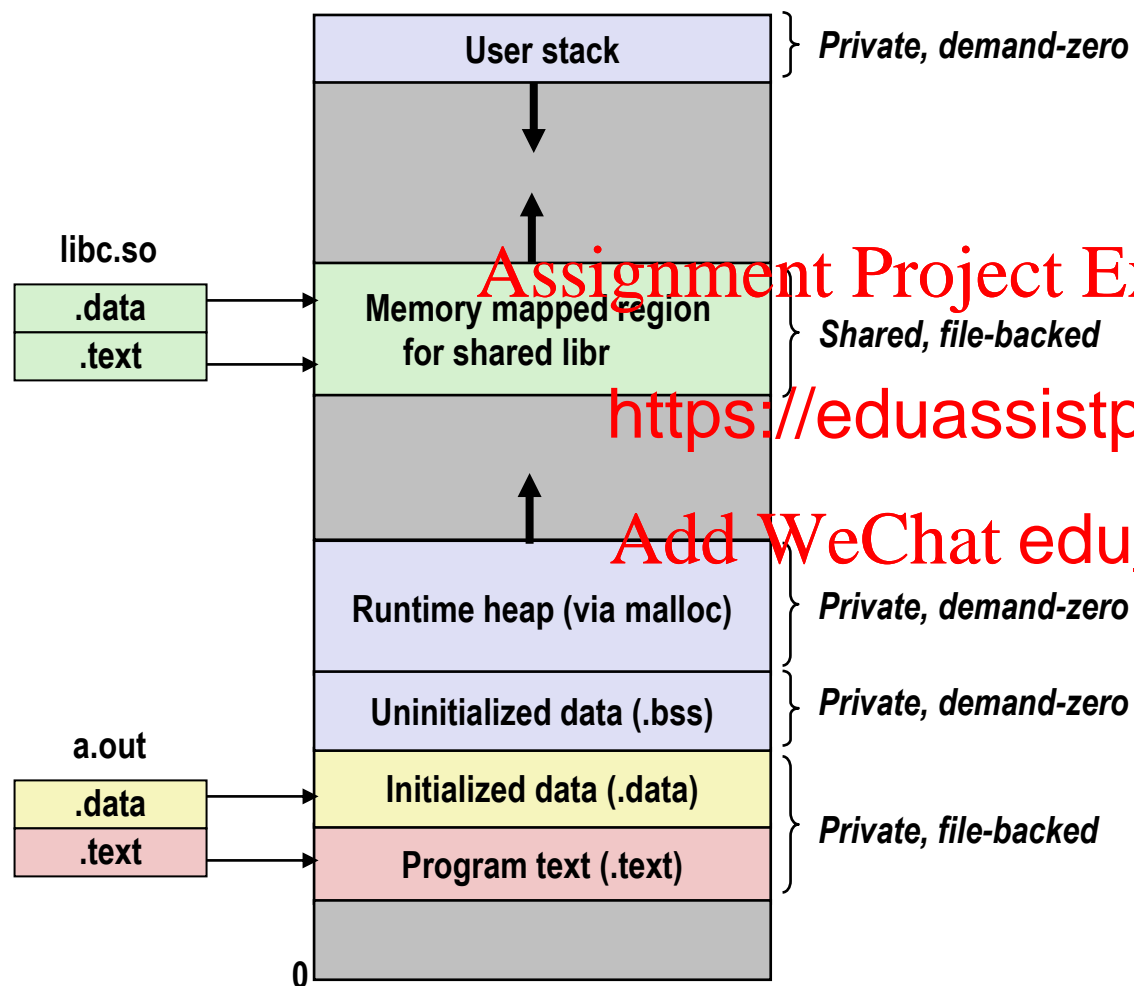 User stack
Private, demand-zero
libc.so
.data
.text
Memory mapped region
for shared libr
Shared, file-backed
Assignment Project Ex
https://eduassistp
Add WeChat edu
Runtime heap (via malloc)
Private, demand-zero
Uninitialized data (.bss)
Private, demand-zero
a.out
.data
.text
Initialized data (.data)
Program text (.text)
Private, file-backed
0